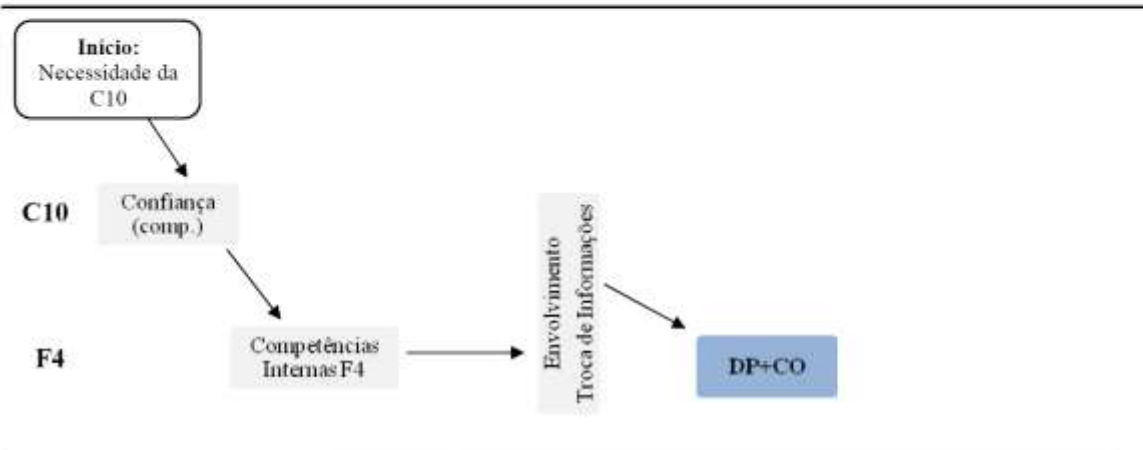 Início:
Necessidade da
C10
C10
Confiança
(comp.)
Envolvimento
Troca de Informações
F4
Competências
Internas F4
DP+CO